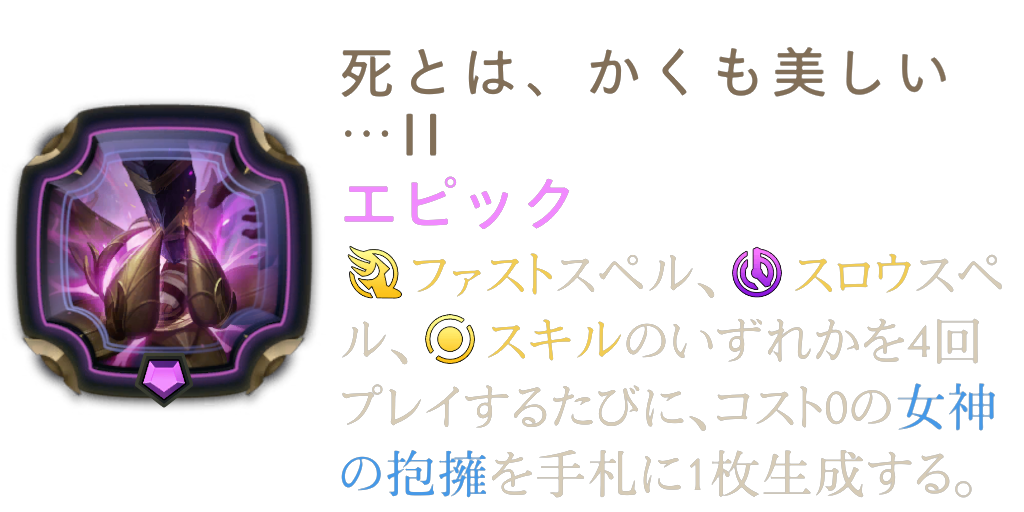 死とは、かくも美しい
…II
エピック
ファストスペル、スロウスペ
ル、スキルのいずれかを4回
プレイするたびに、コスト0の女神
の抱擁を手札に1枚生成する。